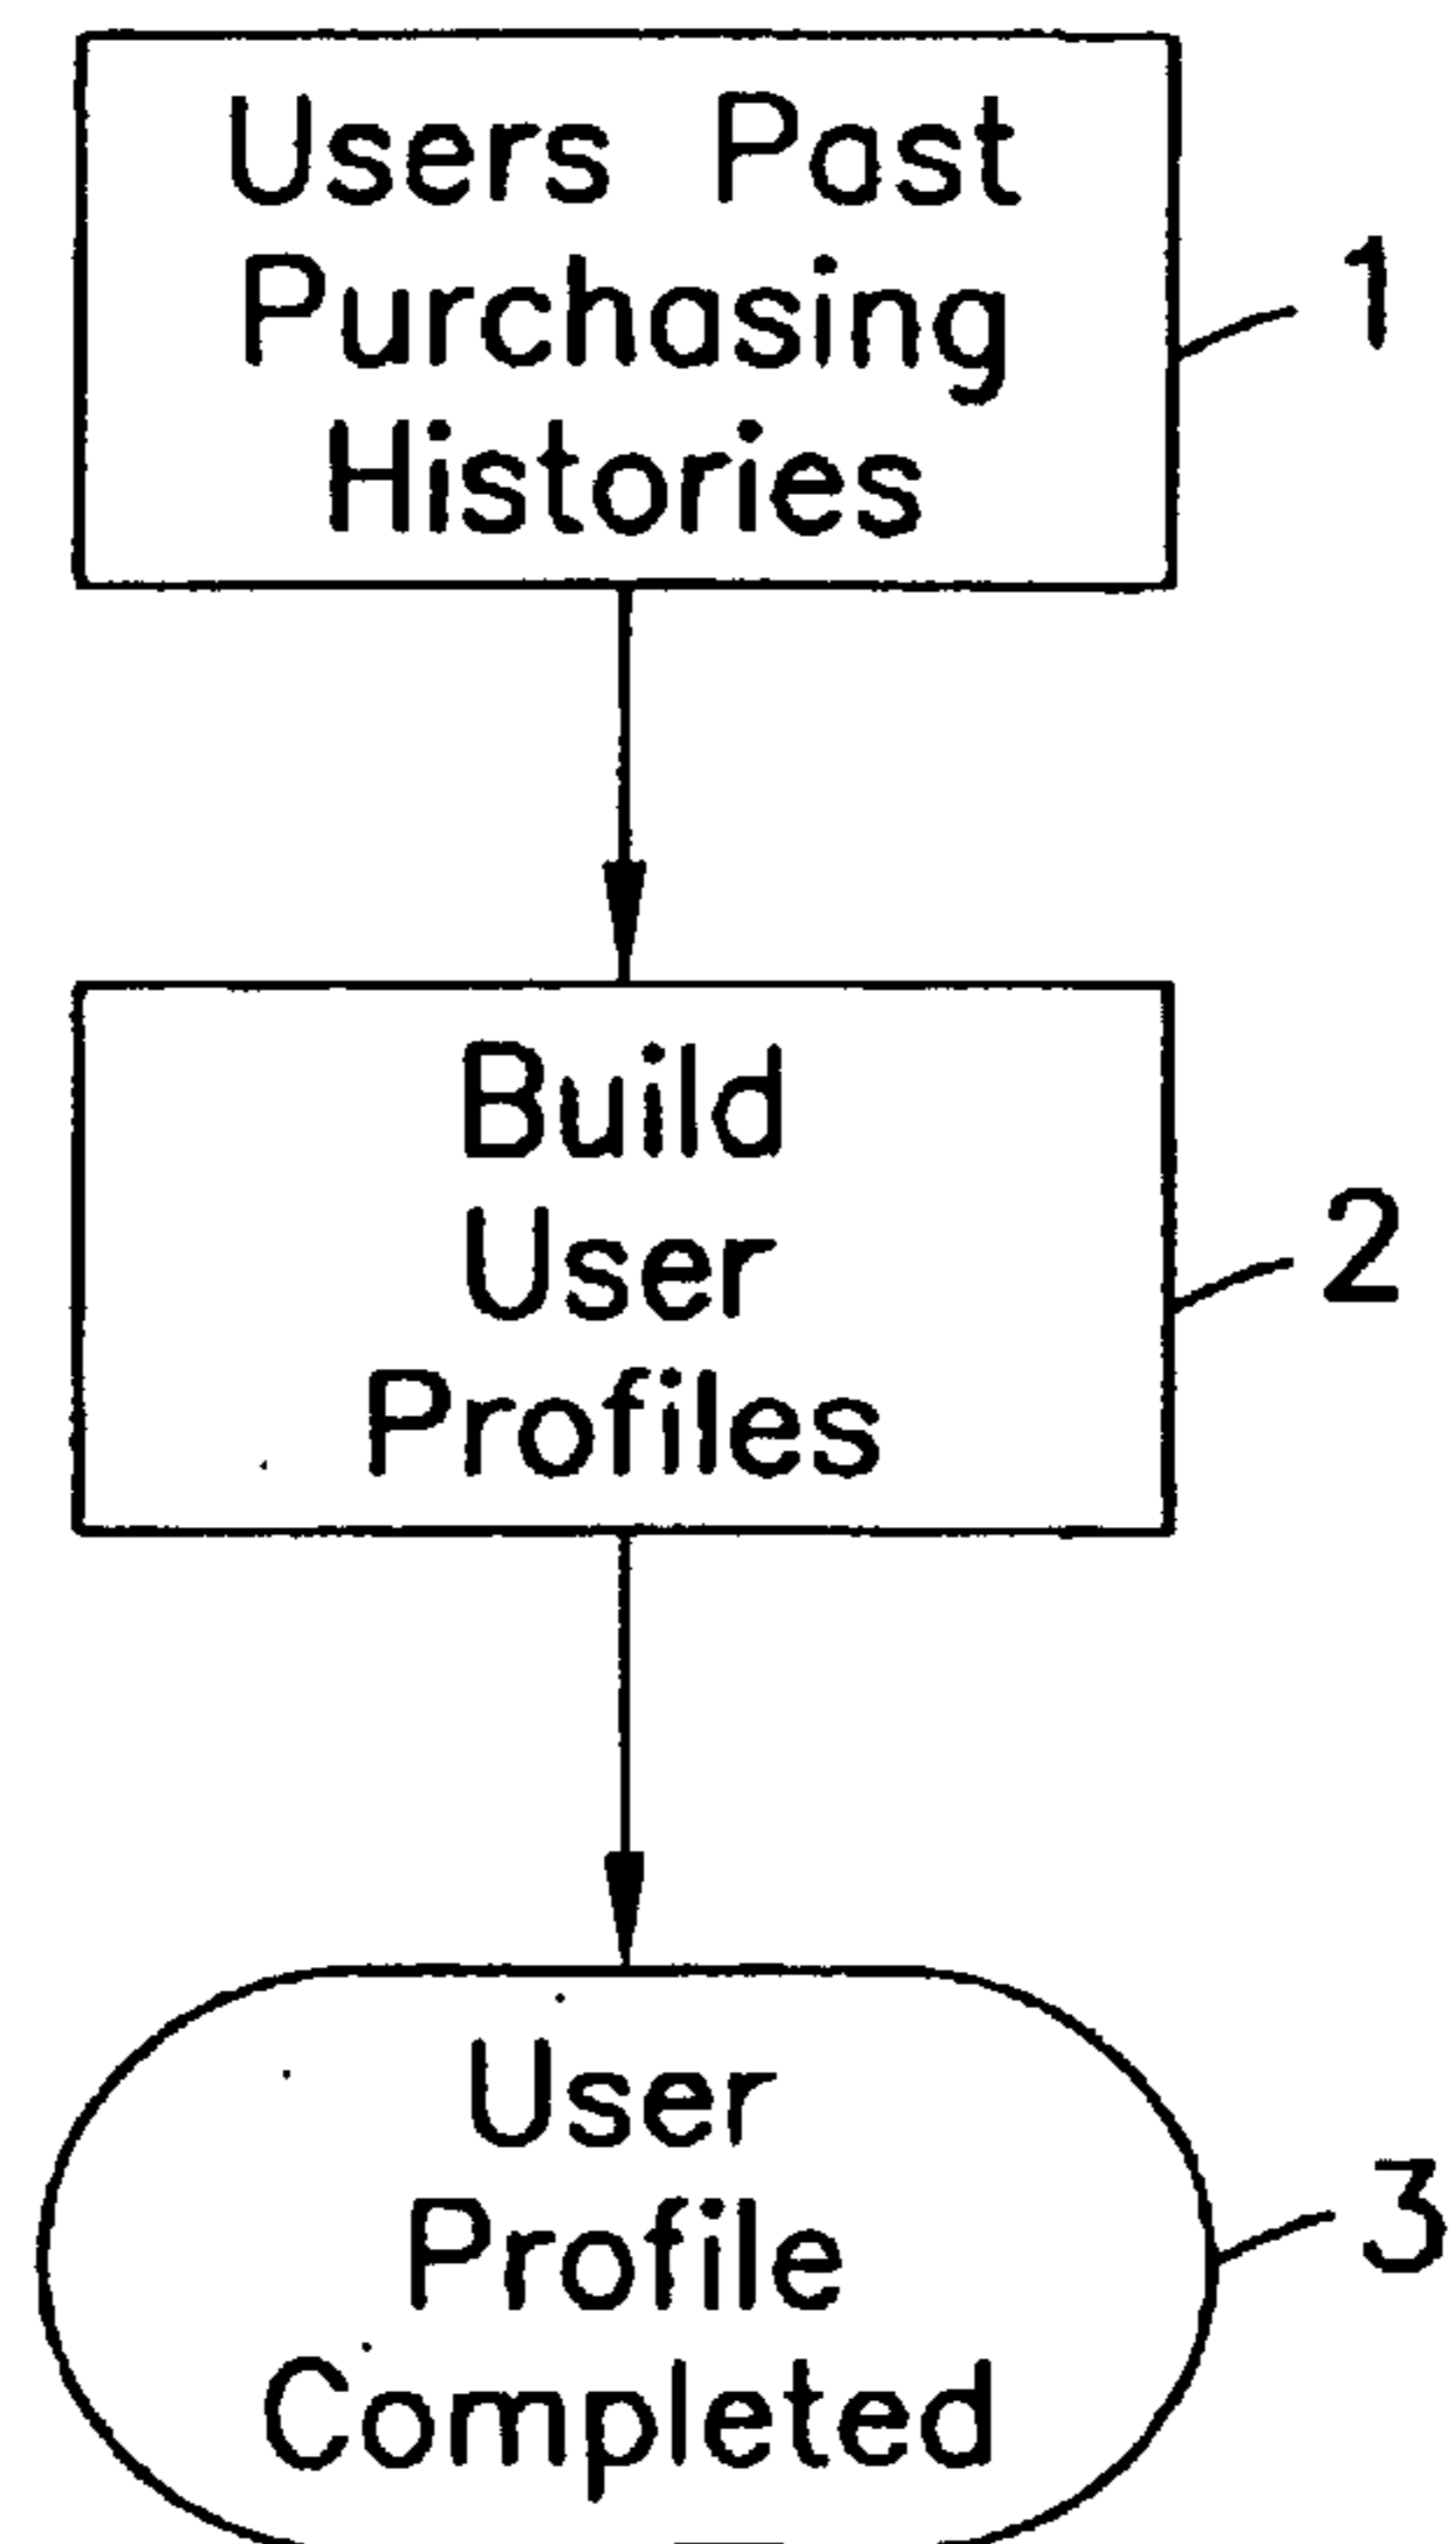 Users Past
Purchasing
Histories
1
Build
User
Profiles
2
User
Profile
Completed
3